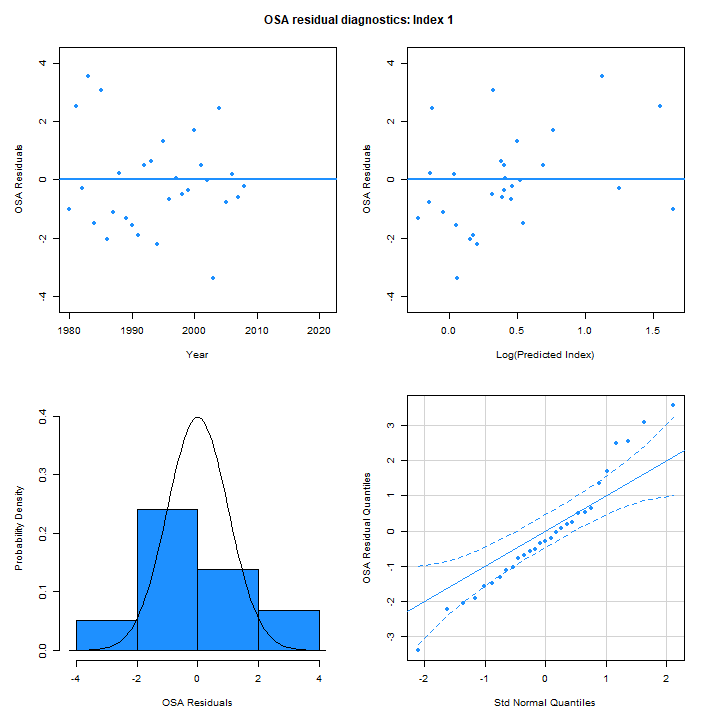 OSA residual diagnostics: Index 1
4
2
0
-2
-4
OSA Residuals
1980 1990 2000 2010 2020
Year
4
2
0
-2
-4
OSA Residuals
0.0 0.5 1.0 1.5
Log(Predicted Index)
0.4
0.3
0.2
0.1
0.0
Probability Density
-4 -2 0 2 4
OSA Residuals
3
2
1
0
-1
-2
-3
OSA Residual Quantiles
-2 -1 0 1 2
Std Normal Quantiles